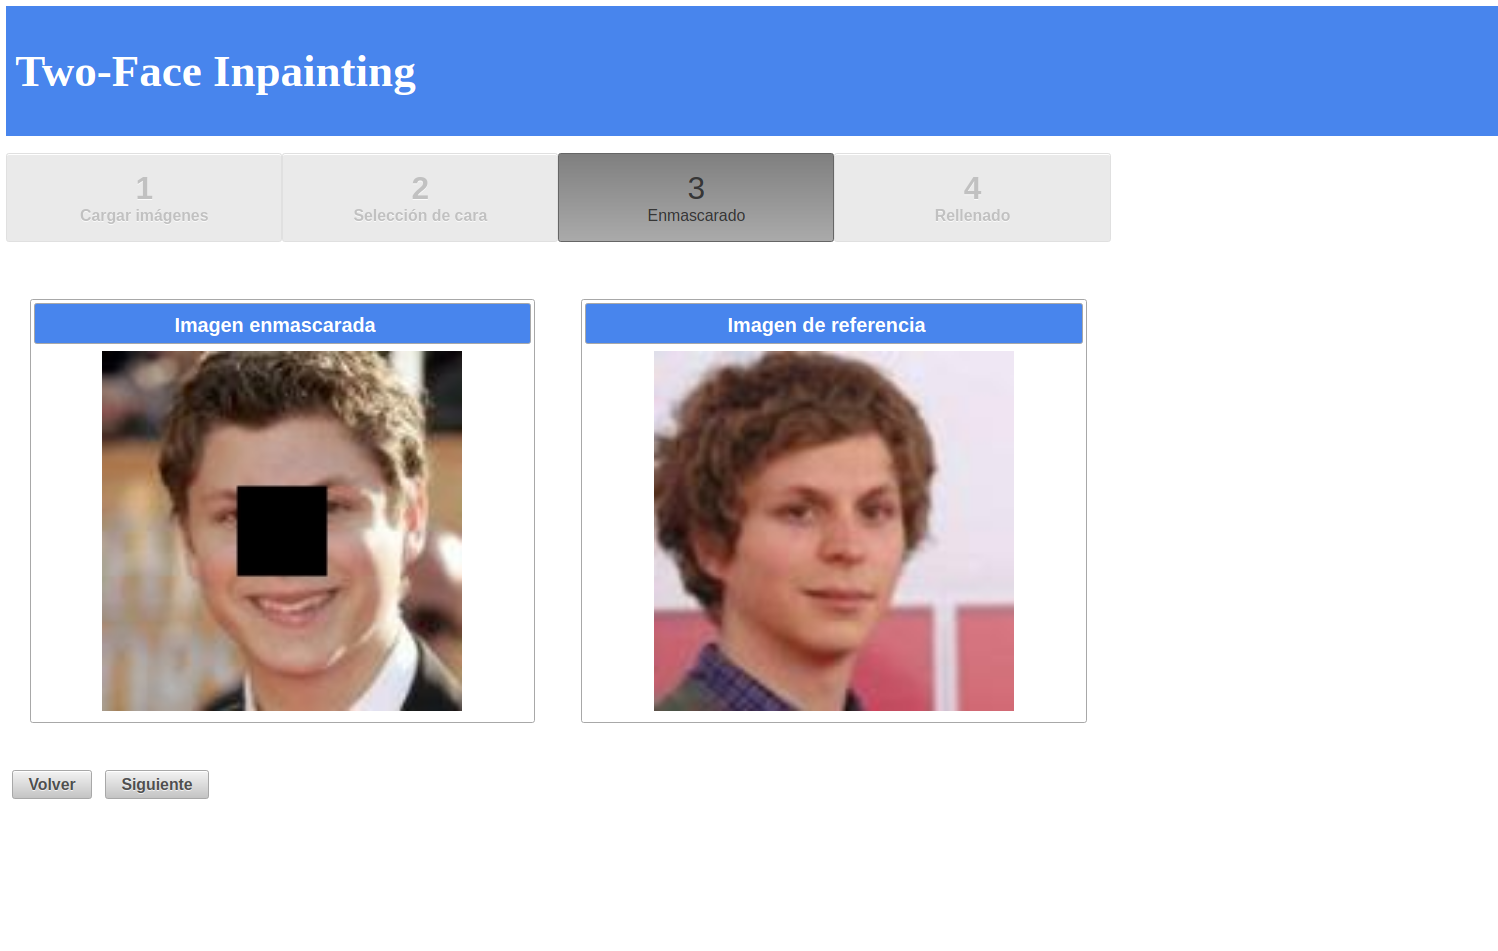 Two-Face Inpainting
1
Cargar imágenes
2
Selección de cara
3
Enmascarado
4
Rellenado
Imagen enmascarada
Imagen de referencia
Volver
Siguiente